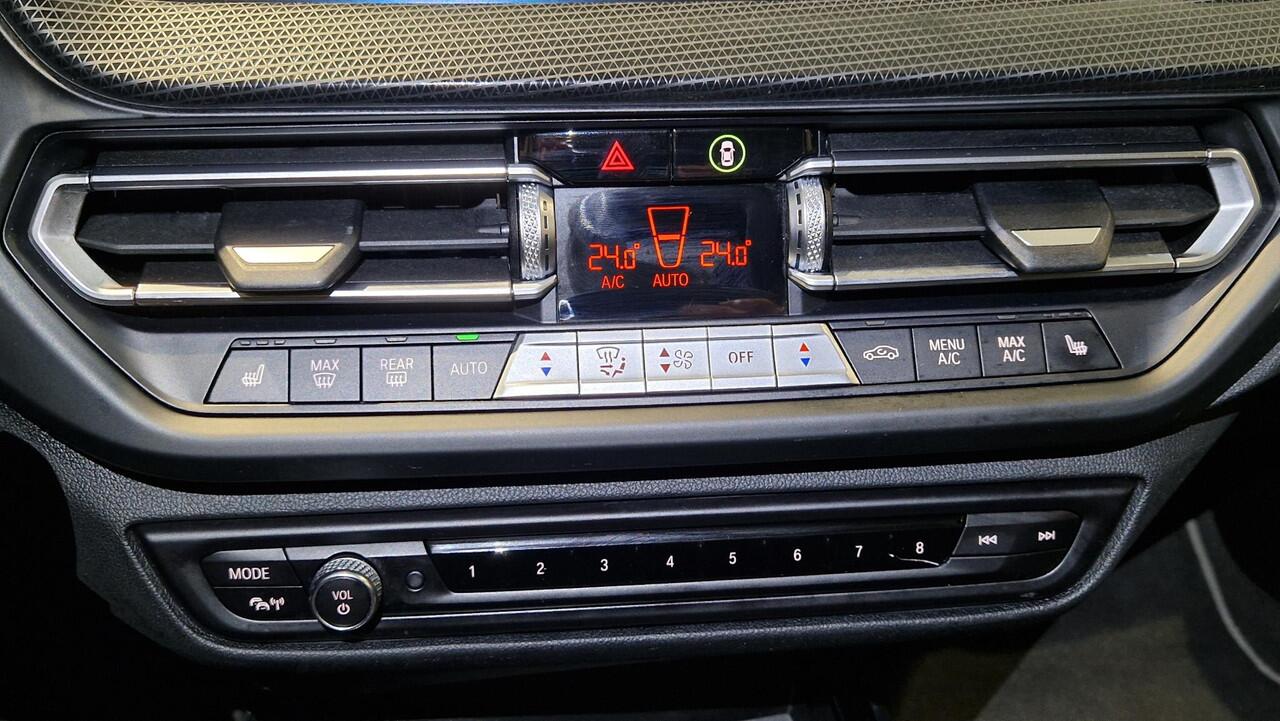 24.0° 24.0°
A/C AUTO
MAX
REAR
AUTO
OFF
MENU
A/C
MAX
A/C
MODE
VOL
1 2 3 4 5 6 7 8